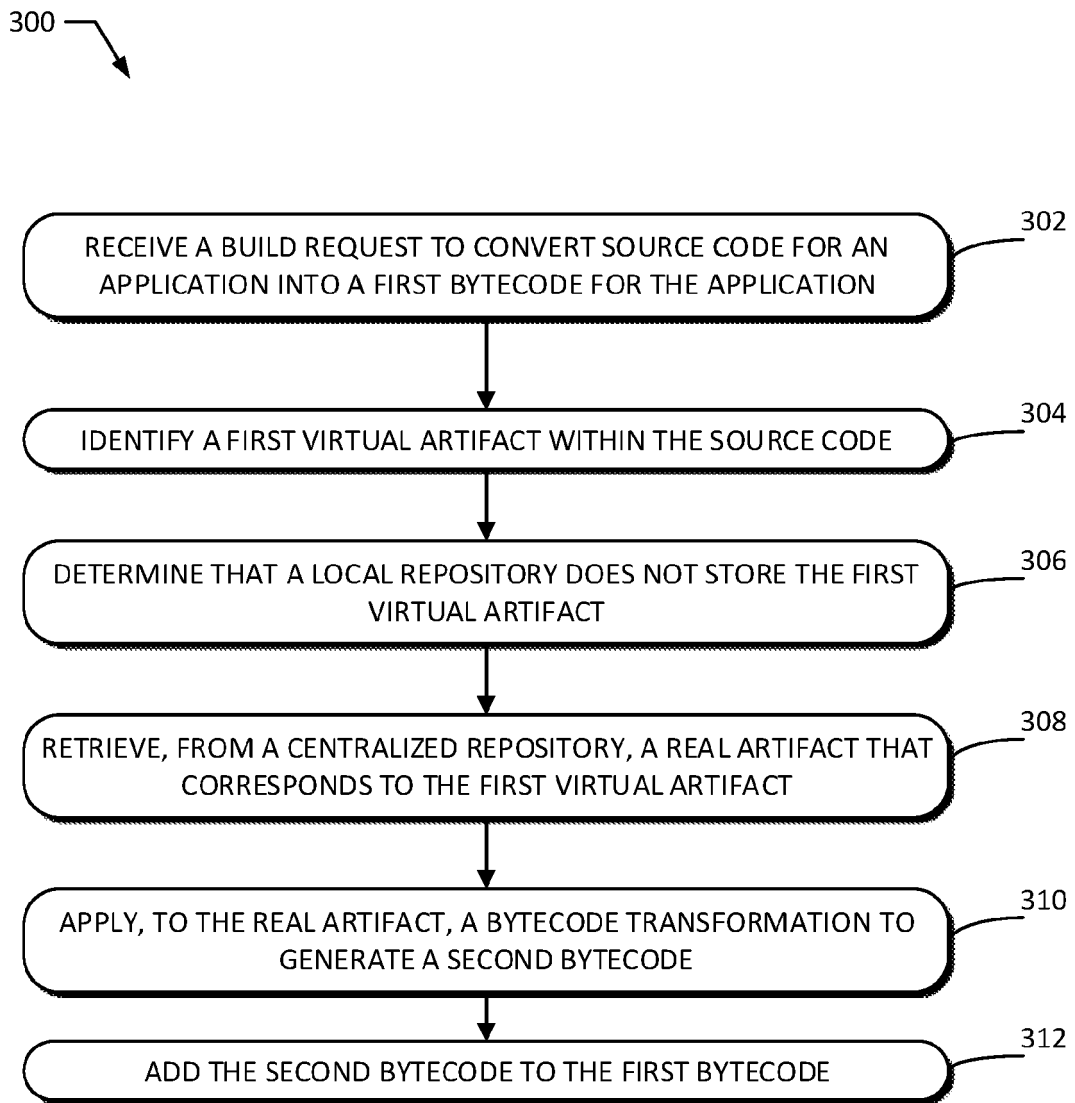 300
302
RECEIVE A BUILD REQUEST TO CONVERT SOURCE CODE FOR AN
APPLICATION INTO A FIRST BYTECODE FOR THE APPLICATION
304
IDENTIFY A FIRST VIRTUAL ARTIFACT WITHIN THE SOURCE CODE
306
DETERMINE THAT A LOCAL REPOSITORY DOES NOT STORE THE FIRST
VIRTUAL ARTIFACT
308
RETRIEVE, FROM A CENTRALIZED REPOSITORY, A REAL ARTIFACT THAT
CORRESPONDS TO THE FIRST VIRTUAL ARTIFACT
310
APPLY, TO THE REAL ARTIFACT, A BYTECODE TRANSFORMATION TO
GENERATE A SECOND BYTECODE
312
ADD THE SECOND BYTECODE TO THE FIRST BYTECODE